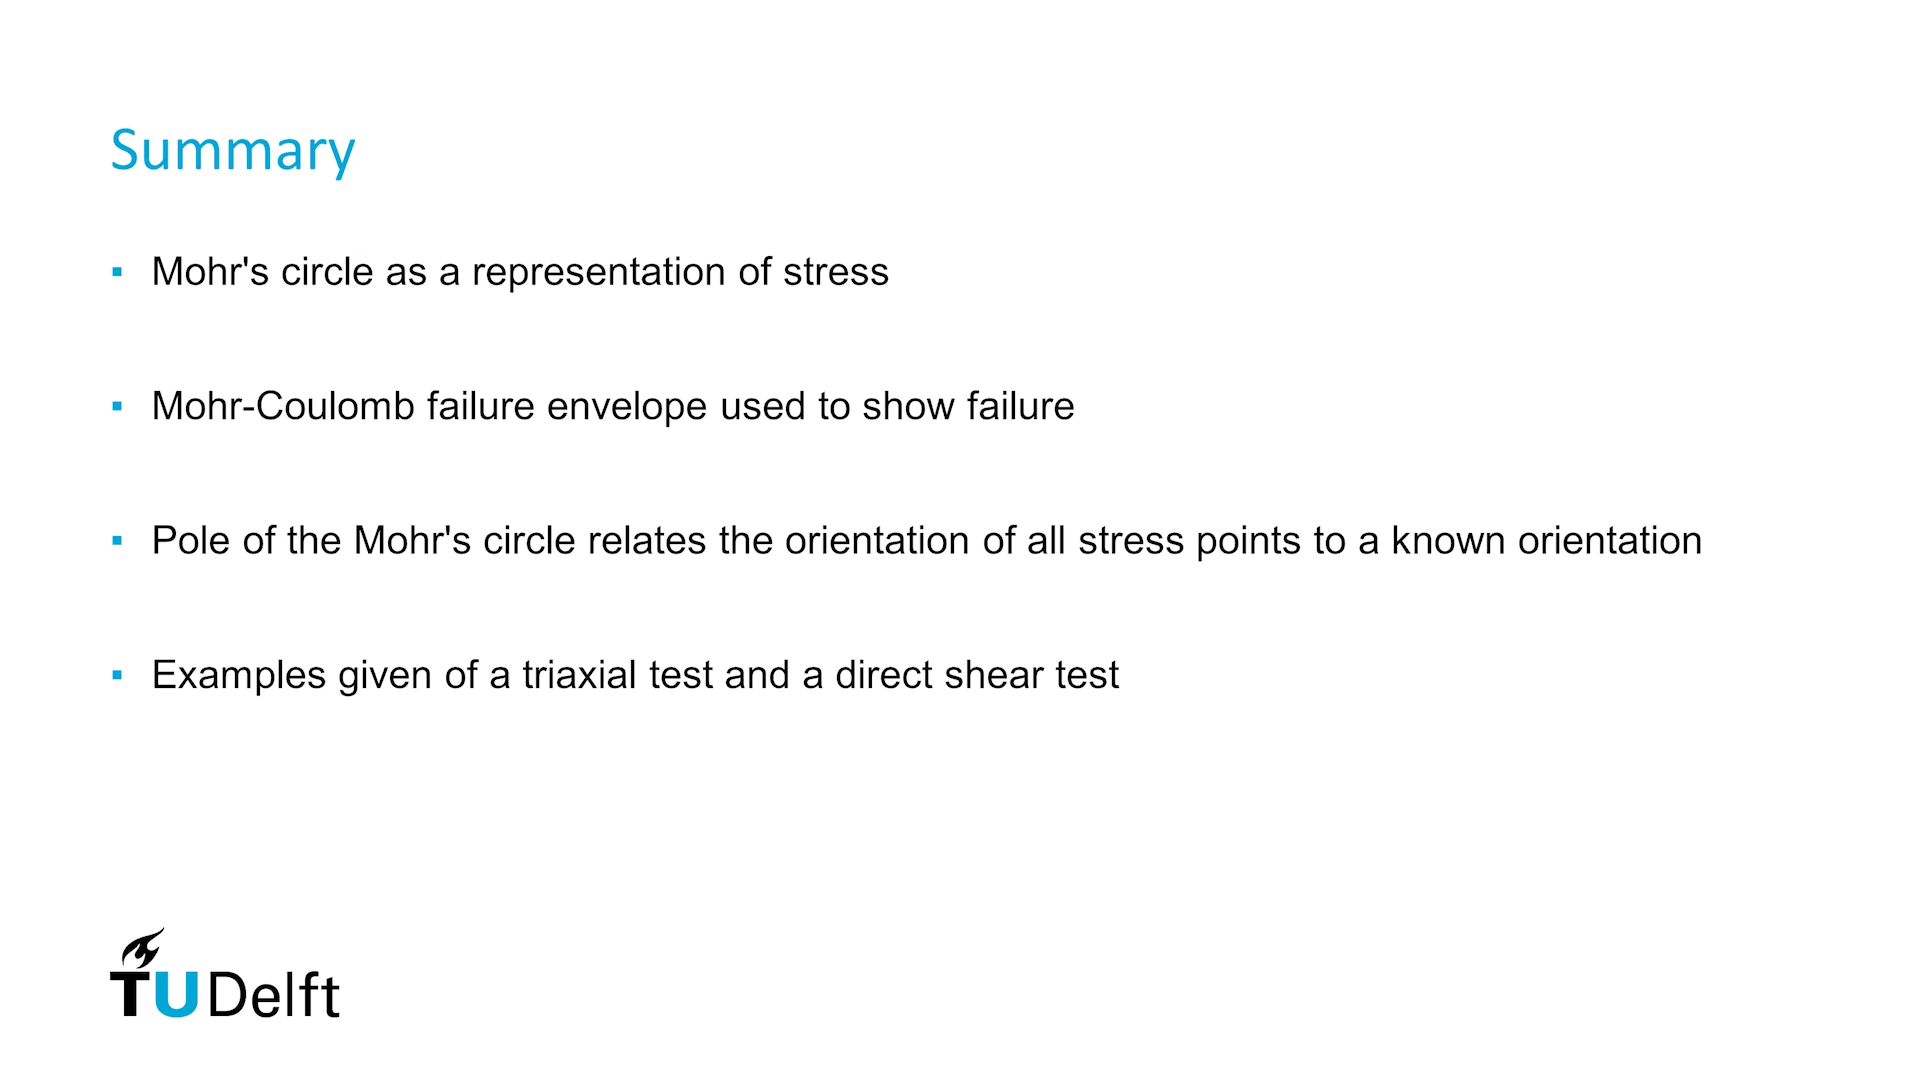 Summary
▪ Mohr's circle as a representation of stress
▪ Mohr-Coulomb failure envelope used to show failure
▪ Pole of the Mohr's circle relates the orientation of all stress points to a known orientation
▪ Examples given of a triaxial test and a direct shear test
TUDelft